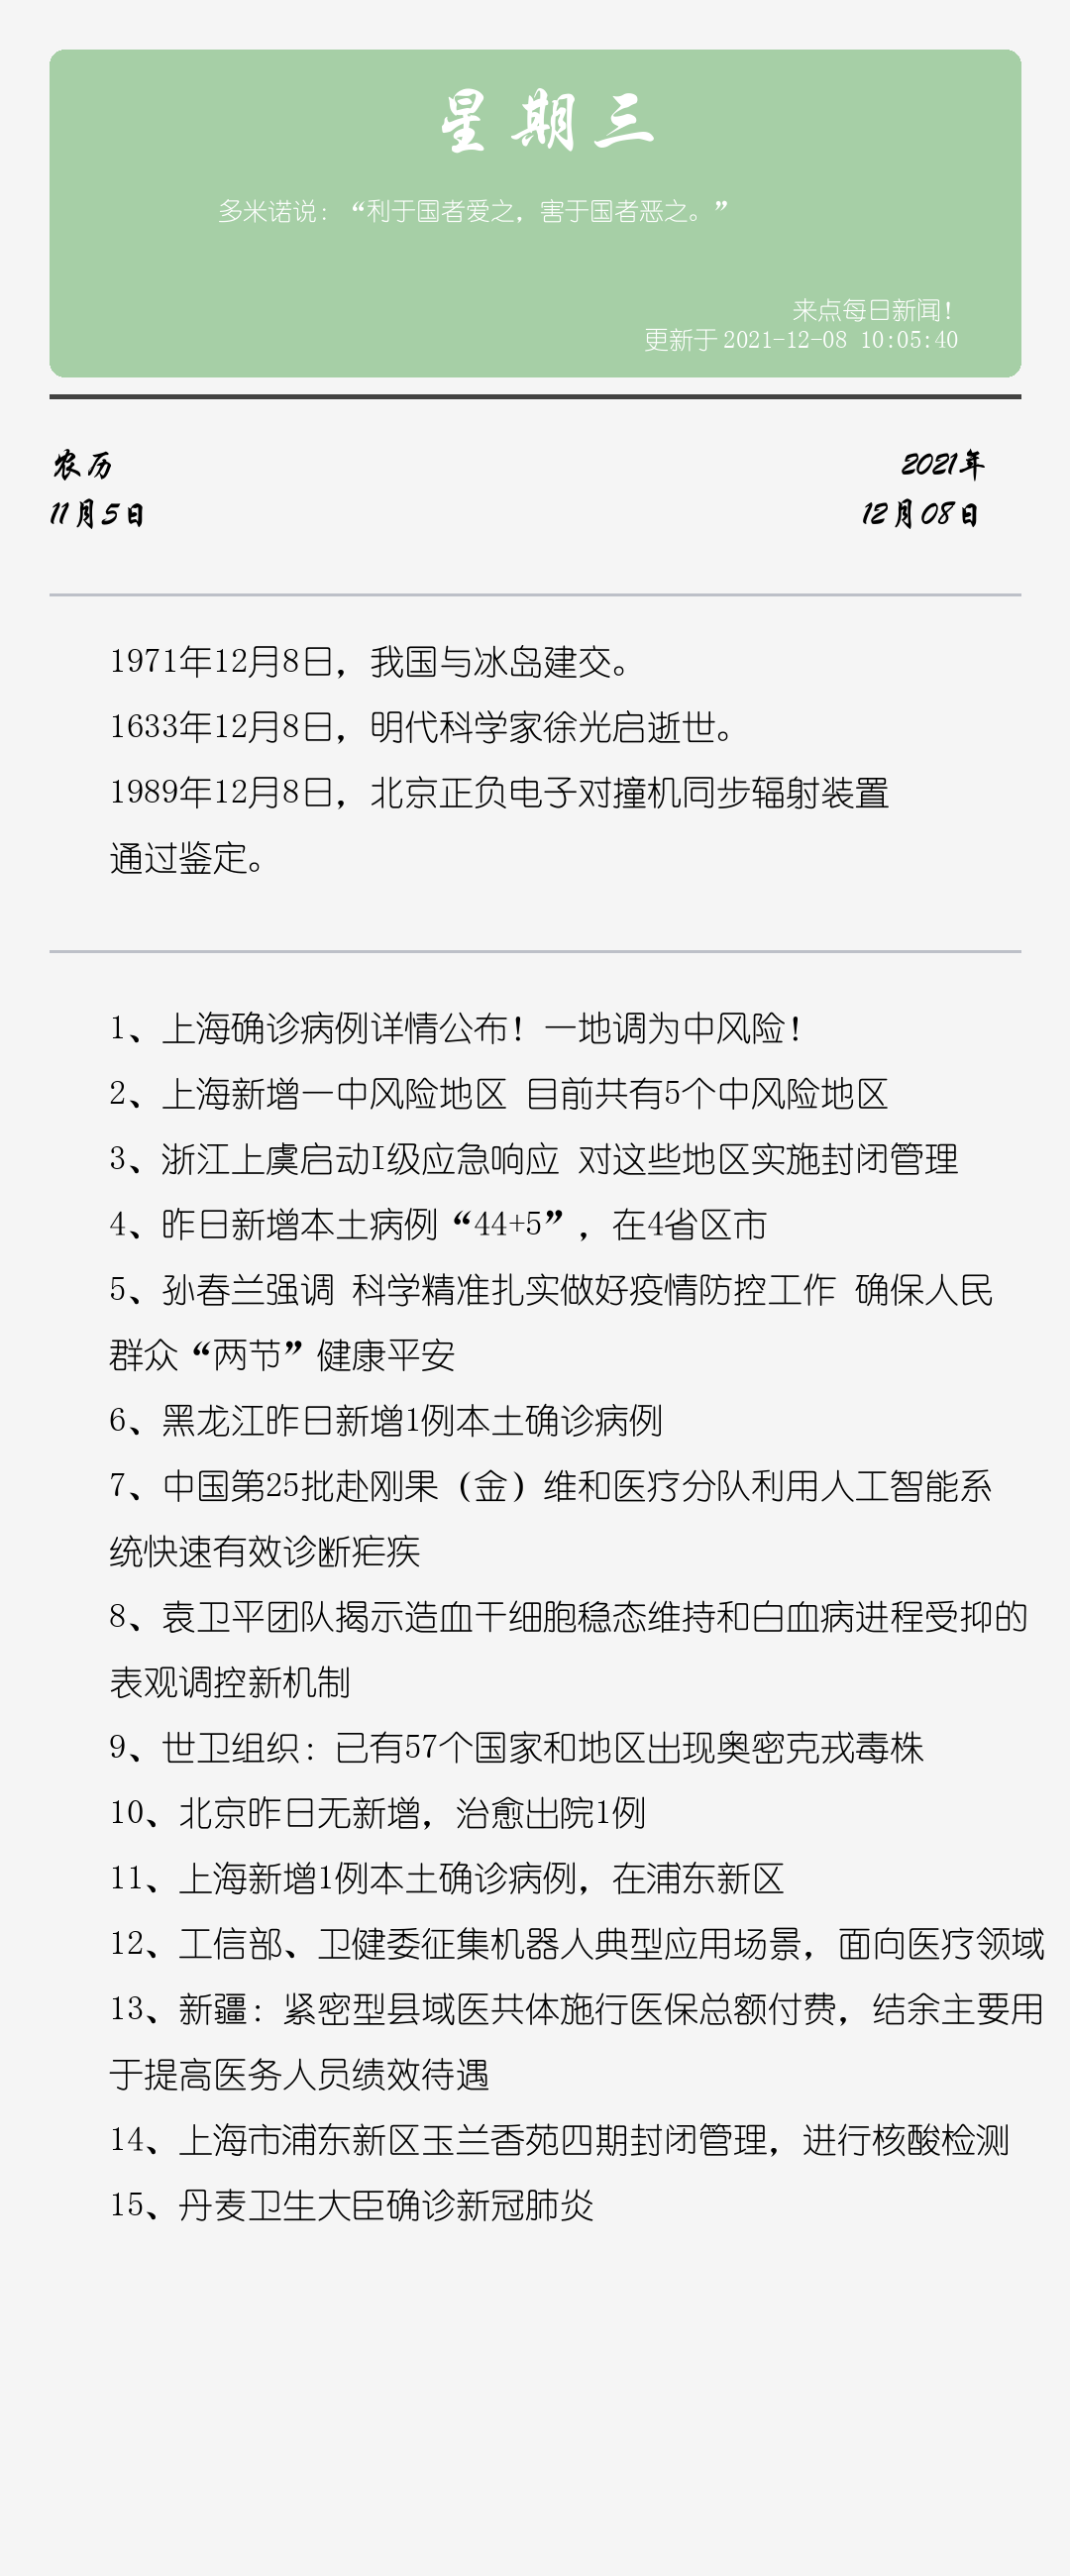 星期三
多米诺说：“利于国者爱之，害于国者恶之。”
来点每日新闻！
更新于 2021-12-08 10:05:40
农历
2021年
11月5日
12月08日
1971年12月8日，我国与冰岛建交。
1633年12月8日，明代科学家徐光启逝世。
1989年12月8日，北京正负电子对撞机同步辐射装置
通过鉴定。
1、上海确诊病例详情公布！一地调为中风险！
2、上海新增一中风险地区 目前共有5个中风险地区
3、浙江上虞启动I级应急响应 对这些地区实施封闭管理
4、昨日新增本土病例“44+5”，在4省区市
5、孙春兰强调 科学精准扎实做好疫情防控工作 确保人民
群众“两节”健康平安
6、黑龙江昨日新增1例本土确诊病例
7、中国第25批赴刚果（金）维和医疗分队利用人工智能系
统快速有效诊断疟疾
8、袁卫平团队揭示造血干细胞稳态维持和白血病进程受抑的
表观调控新机制
9、世卫组织：已有57个国家和地区出现奥密克戎毒株
10、北京昨日无新增，治愈出院1例
11、上海新增1例本土确诊病例，在浦东新区
12、工信部、卫健委征集机器人典型应用场景，面向医疗领域
13、新疆：紧密型县域医共体施行医保总额付费，结余主要用
于提高医务人员绩效待遇
14、上海市浦东新区玉兰香苑四期封闭管理，进行核酸检测
15、丹麦卫生大臣确诊新冠肺炎